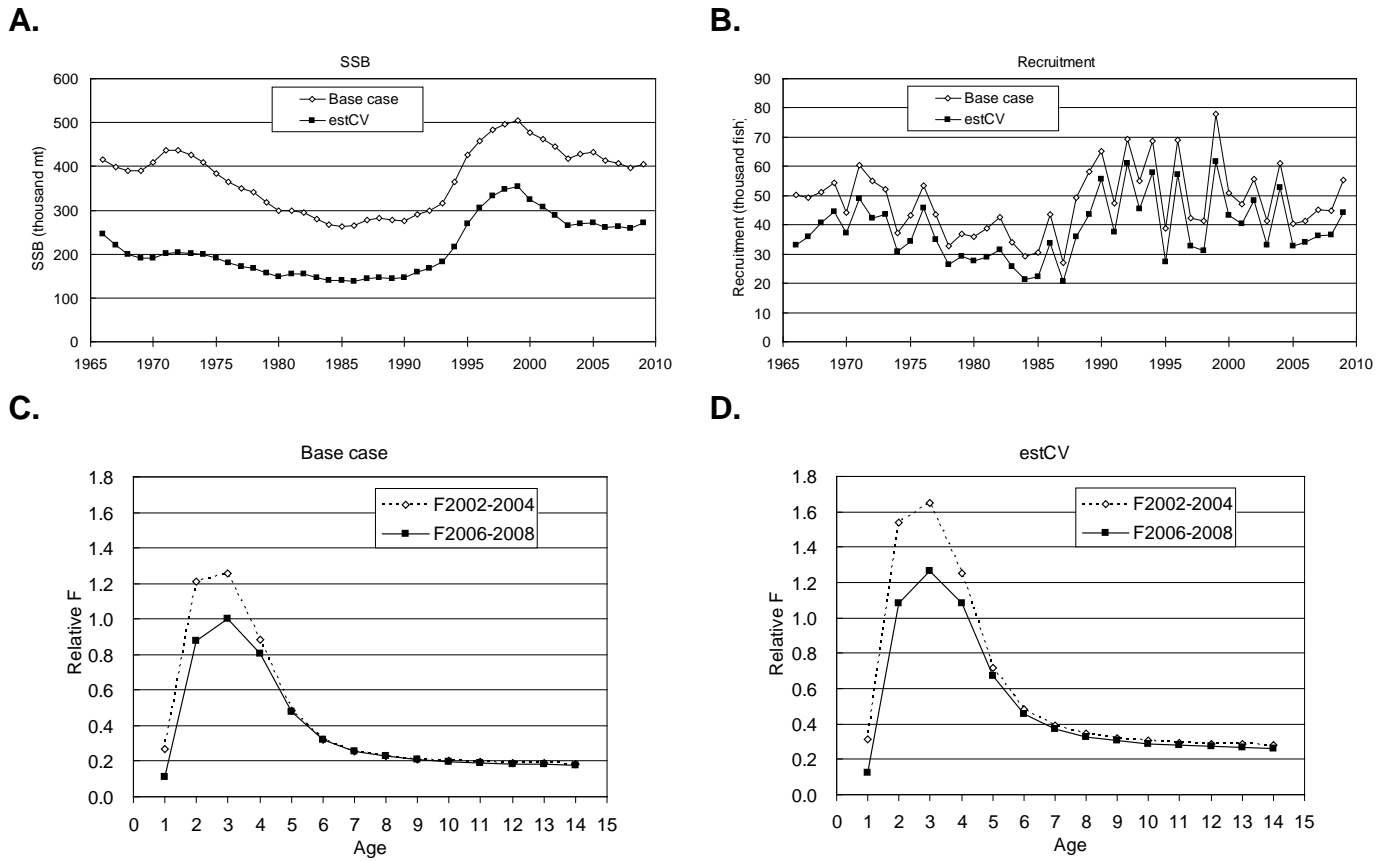 A.
SSB
SSB (thousand mt)
600
500
400
300
200
100
0
Base case
estCV
1965 1970 1975 1980 1985 1990 1995 2000 2005 2010
B.
Recruitment
Recruitment (thousand fish)
90
80
70
60
50
40
30
20
10
0
Base case
estCV
1965 1970 1975 1980 1985 1990 1995 2000 2005 2010
C.
Base case
Relative F
1.8
1.6
1.4
1.2
1.0
0.8
0.6
0.4
0.2
0.0
F2002-2004
F2006-2008
0 1 2 3 4 5 6 7 8 9 10 11 12 13 14 15
Age
D.
estCV
Relative F
1.8
1.6
1.4
1.2
1.0
0.8
0.6
0.4
0.2
0.0
F2002-2004
F2006-2008
0 1 2 3 4 5 6 7 8 9 10 11 12 13 14 15
Age